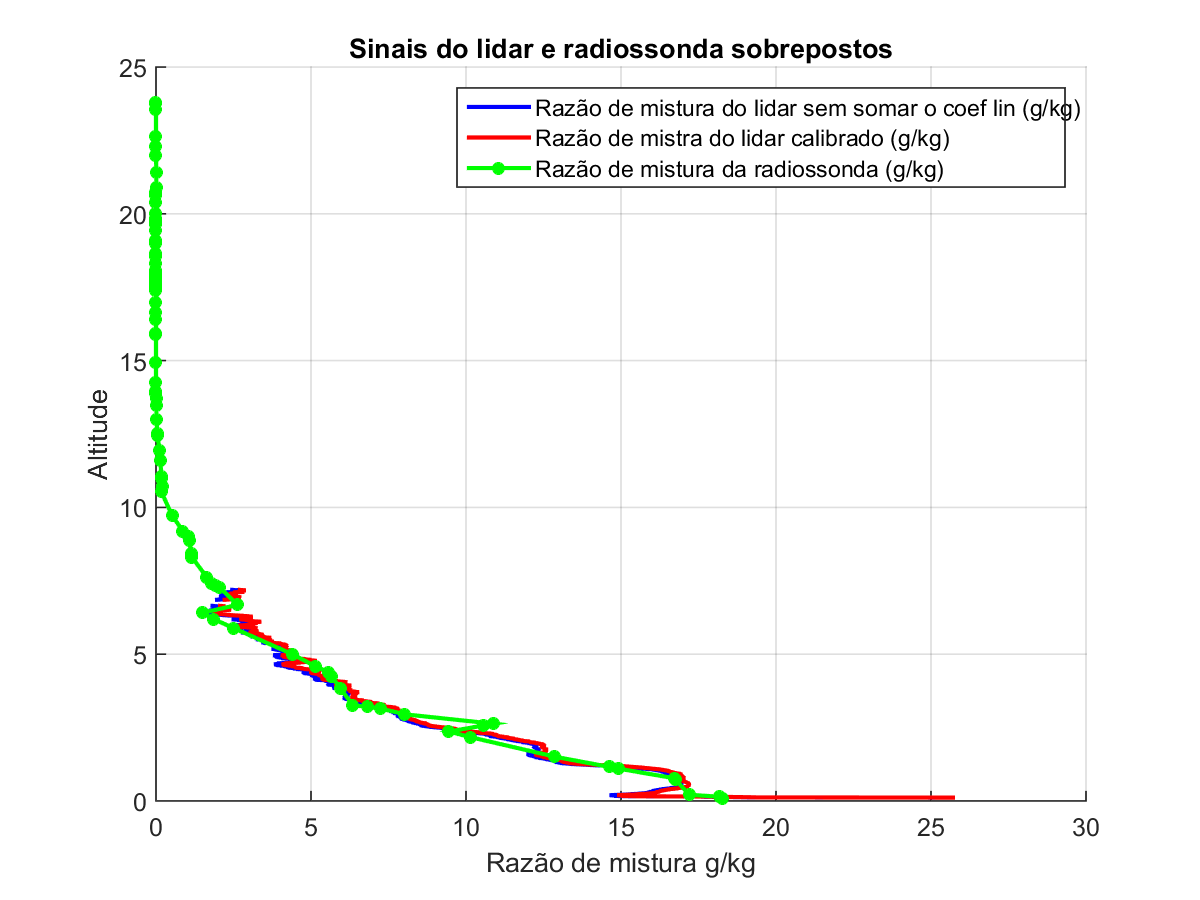 Sinais do lidar e radiossonda sobrepostos
25
Razão de mistura do lidar sem somar o coef lin (g/kg)
Razão de mistra do lidar calibrado (g/kg)
Razão de mistura da radiossonda (g/kg)
20
15
Altitude
10
5
0
0 5 10 15 20 25 30
Razão de mistura g/kg